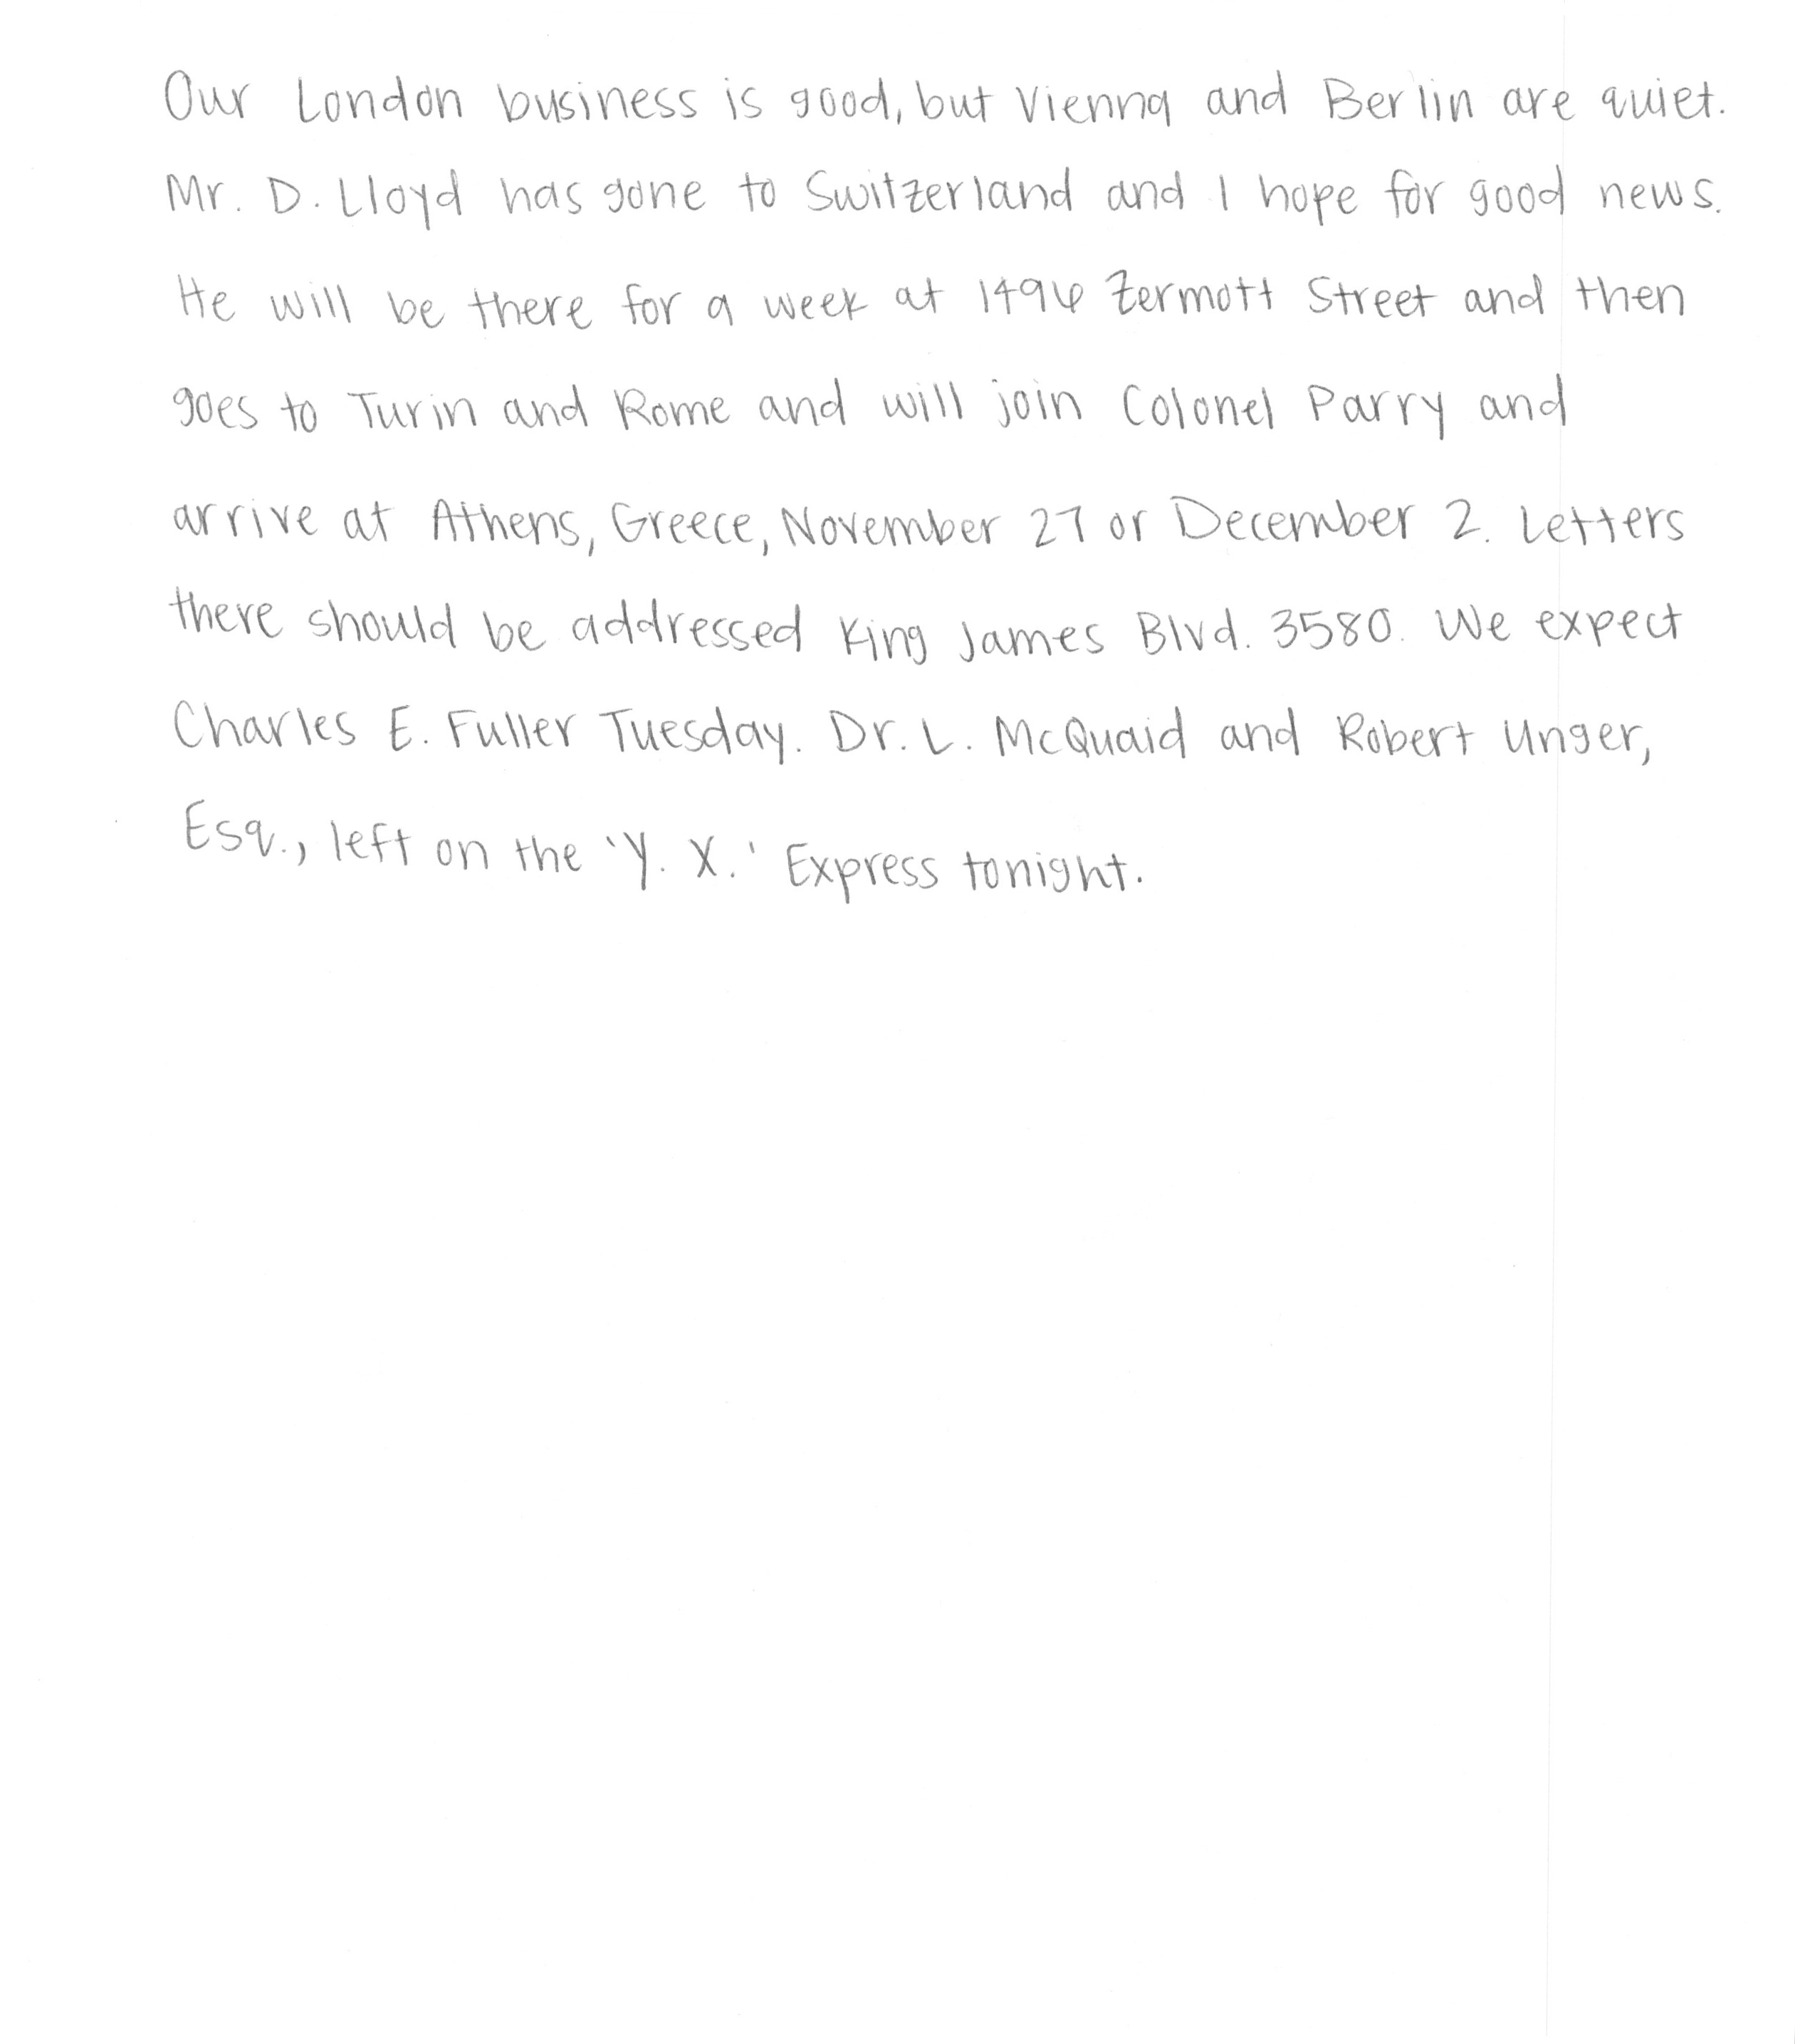 Our London business is good, but Vienna and Berlin are quiet.
Mr. D. Lloyd has gone to Switzerland and I hope for good news.
He will be there for a week at 1496 Zermott Street and then
goes to Turin and Rome and will join Colonel Parry and
arrive at Athens, Greece, November 27 or December 2. Letters
there should be addressed King James Blvd. 3580. We expect
Charles E. Fuller Tuesday. Dr. L. McQuaid and Robert Unger,
Esq., left on the 'Y. X.' Express tonight.